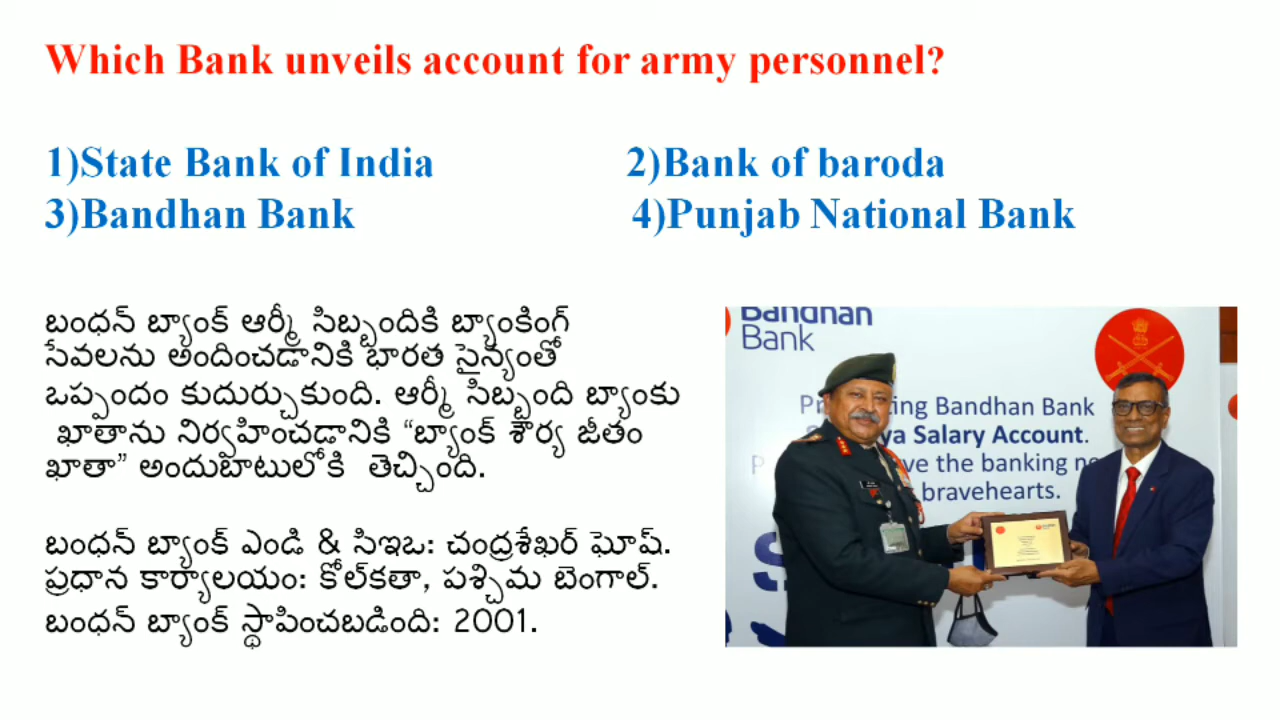 Which Bank unveils account for army personnel?
1)State Bank of India 2)Bank of baroda
3)Bandhan Bank 4)Punjab National Bank
బంధన్ బ్యాంక్ ఆర్మీ సిబ్బందికి బ్యాంకింగ్
సేవలను అందించడానికి భారత సైన్యంతో
ఒప్పందం కుదుర్చుకుంది. ఆర్మీ సిబ్బంది బ్యాంకు
ఖాతాను నిర్వహించడానికి “బ్యాంక్ శౌర్య జీతం
ఖాతా” అందుబాటులోకి తెచ్చింది.
బంధన్ బ్యాంక్ ఎండి & సిఇఒ: చంద్రశేఖర్ ఘోష్.
ప్రధాన కార్యాలయం: కోల్‌కతా, పశ్చిమ బెంగాల్.
బంధన్ బ్యాంక్ స్థాపించబడింది: 2001.
Bandhan
Bank
Bandhan Bank
Salary Account.
the banking
bravehearts.